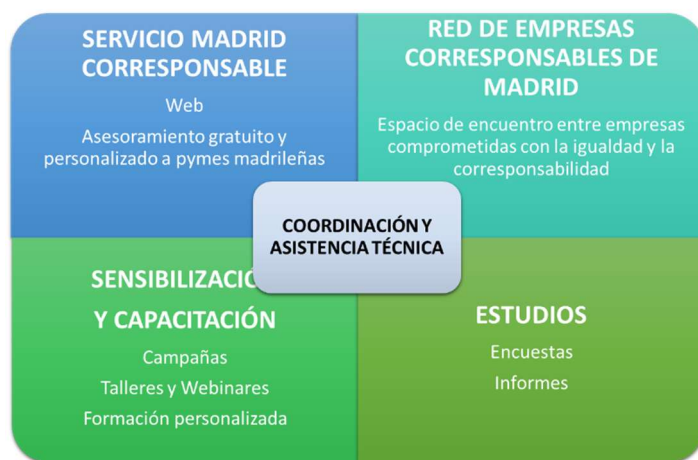 SERVICIO MADRID
CORRESPONSABLE
Web
Asesoramiento gratuito y
personalizado a pymes madrileñas
RED DE EMPRESAS
CORRESPONSABLES DE
MADRID
Espacio de encuentro entre empresas
comprometidas con la igualdad y la
corresponsabilidad
COORDINACIÓN Y
ASISTENCIA TÉCNICA
SENSIBILIZACIÓ
Y CAPACITACIÓN
Campañas
Talleres y Webinares
Formación personalizada
ESTUDIOS
Encuestas
Informes